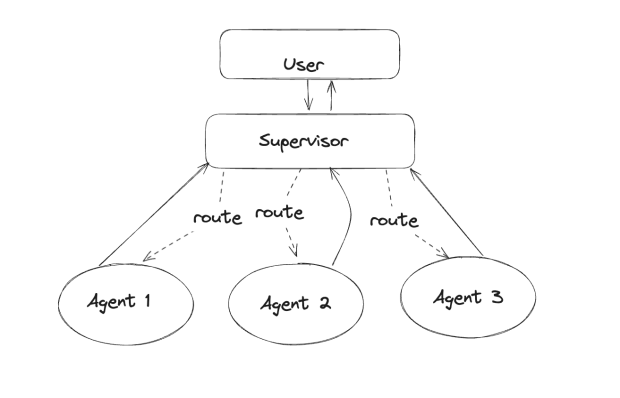 User
Supervisor
route
route
route
Agent 1
Agent 2
Agent 3